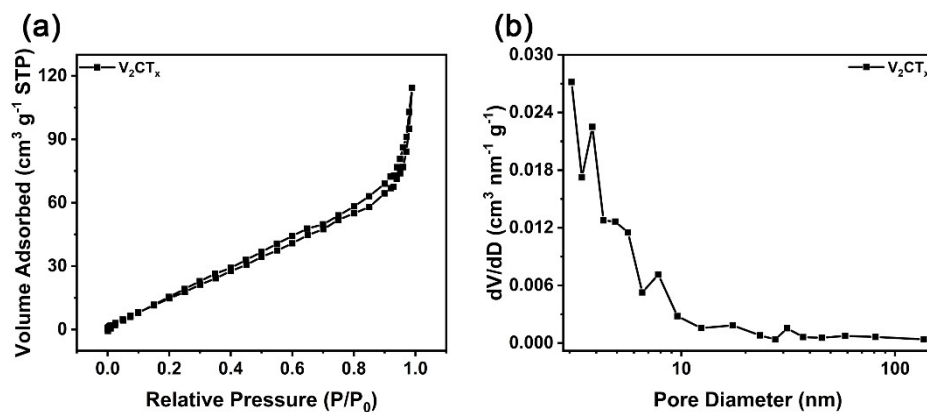 (a)
V₂CTₓ
Volume Adsorbed (cm³ g⁻¹ STP)
120
90
60
30
0
0.0 0.2 0.4 0.6 0.8 1.0
Relative Pressure (P/P₀)
(b)
V₂CTₓ
dV/dD (cm³ nm⁻¹ g⁻¹)
0.030
0.024
0.018
0.012
0.006
0.000
10 100
Pore Diameter (nm)